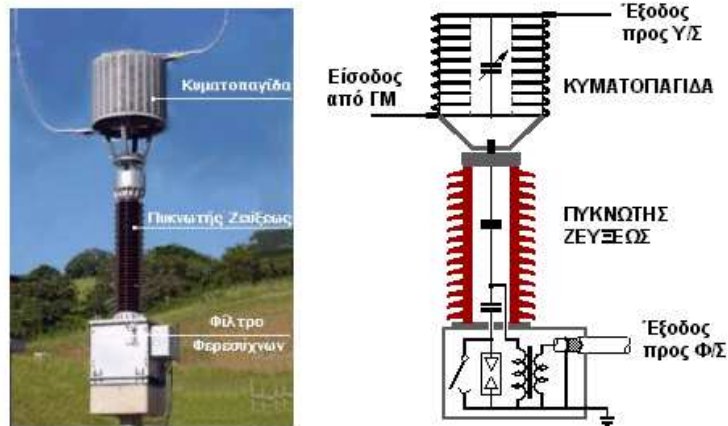 Κυματοπαγίδα
Πυκνωτής Ζεύξεως
Φίλτρο
Φερεσύχνων
Έξοδος
προς Υ/Σ
Είσοδος
από ΓΜ
ΚΥΜΑΤΟΠΑΓΙΔΑ
ΠΥΚΝΩΤΗΣ
ΖΕΥΞΕΩΣ
Έξοδος
προς Φ/Σ